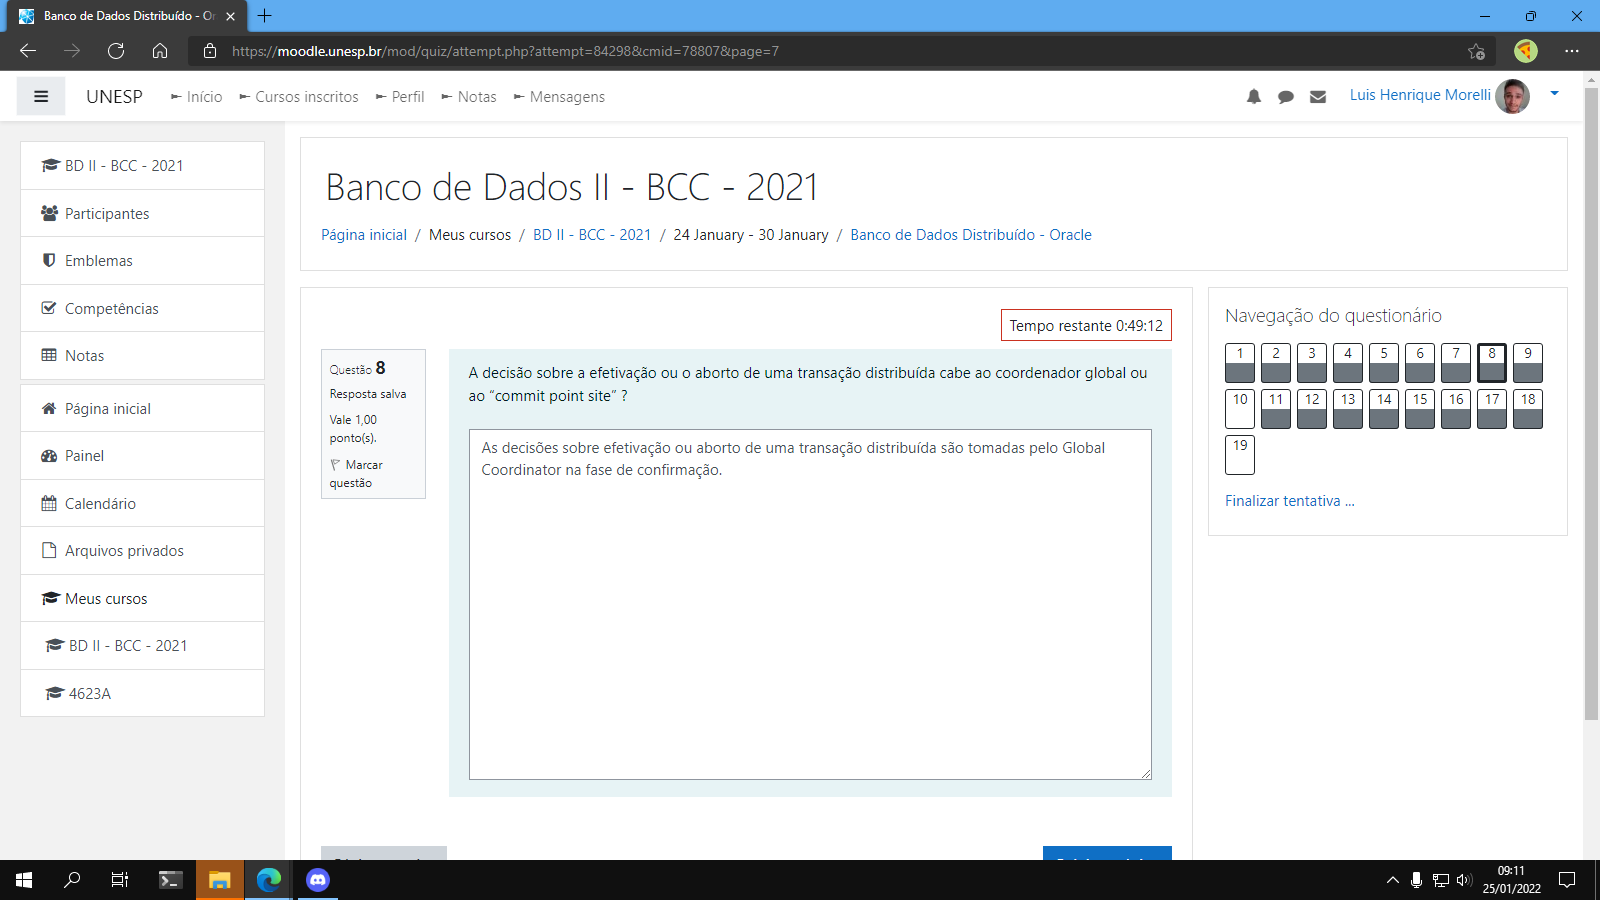 Banco de Dados Distribuído - Or
https://moodle.unesp.br/mod/quiz/attempt.php?attempt=84298&cmid=78807&page=7
UNESP
Início
Cursos inscritos
Perfil
Notas
Mensagens
Luis Henrique Morelli
BD II - BCC - 2021
Participantes
Emblemas
Competências
Notas
Página inicial
Painel
Calendário
Arquivos privados
Meus cursos
BD II - BCC - 2021
4623A
Banco de Dados II - BCC - 2021
Página inicial / Meus cursos / BD II - BCC - 2021 / 24 January - 30 January / Banco de Dados Distribuído - Oracle
Tempo restante 0:49:12
Questão 8
Resposta salva
Vale 1,00
ponto(s).
Marcar
questão
A decisão sobre a efetivação ou o aborto de uma transação distribuída cabe ao coordenador global ou
ao “commit point site” ?
As decisões sobre efetivação ou aborto de uma transação distribuída são tomadas pelo Global
Coordinator na fase de confirmação.
Navegação do questionário
1 2 3 4 5 6 7 8 9
10 11 12 13 14 15 16 17 18
19
Finalizar tentativa ...
09:11
25/01/2022